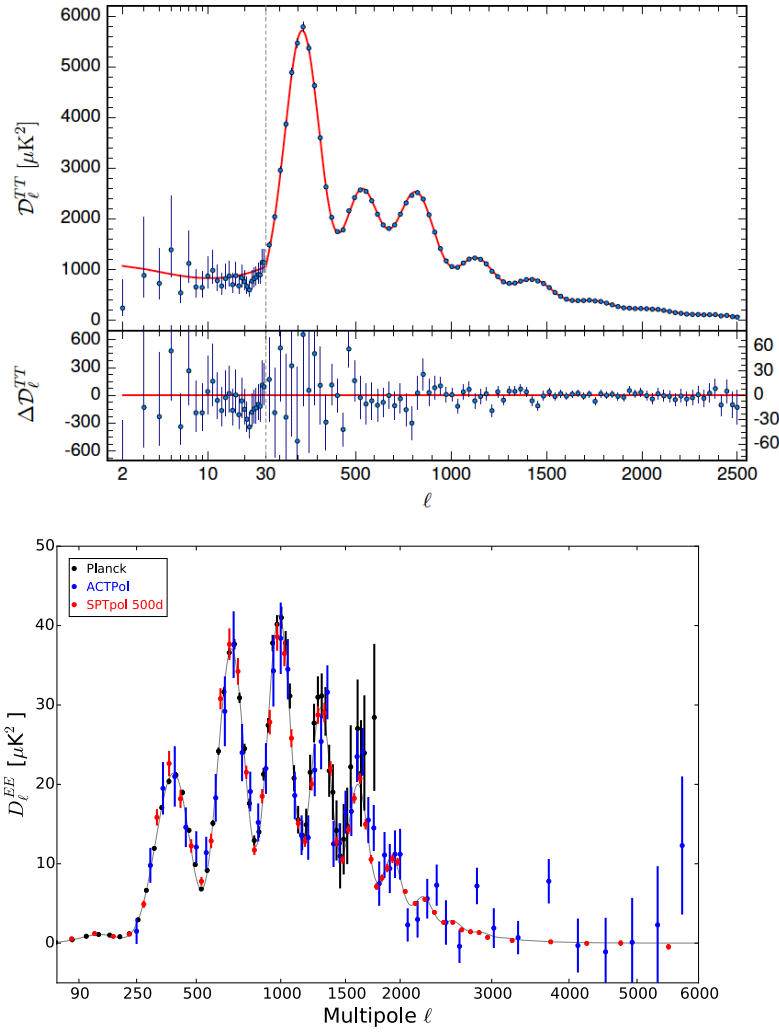 6000
5000
4000
3000
2000
1000
0
𝒟ℓᵀᵀ [μK²]
600
300
0
-300
-600
Δ𝒟ℓᵀᵀ
60
30
0
-30
-60
2 10 30 500 1000 1500 2000 2500
ℓ
50
40
30
20
10
0
Planck
ACTPol
SPTpol 500d
Dℓᴱᴱ [μK²]
90 250 500 1000 1500 2000 3000 4000 5000 6000
Multipole ℓ